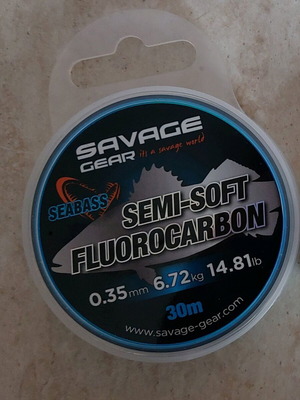 SAVAGE
GEAR its a savage world
SEABASS
SEMI-SOFT
FLUOROCARBON
0.35mm 6.72kg 14.81lb
30m
www.savage-gear.com